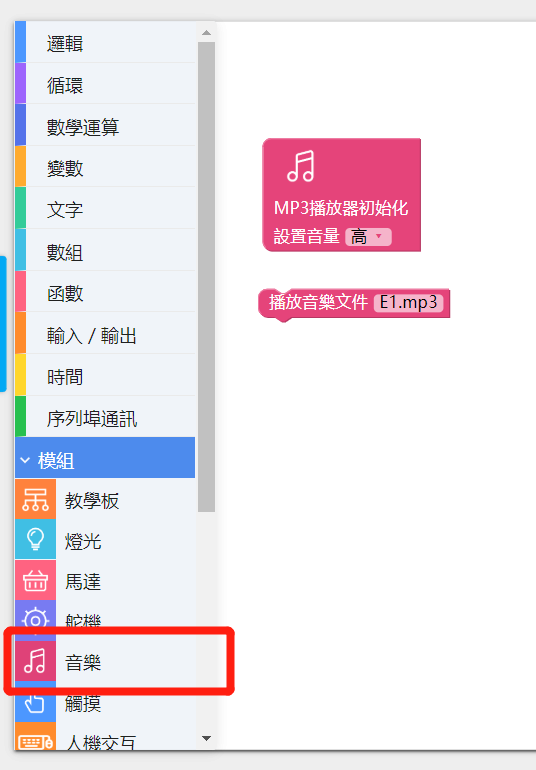 邏輯
循環
數學運算
變數
文字
數組
函數
輸入 / 輸出
時間
序列埠通訊
模組
教學板
燈光
馬達
舵機
音樂
觸摸
人機交互
MP3播放器初始化
設置音量 高
播放音樂文件 E1.mp3